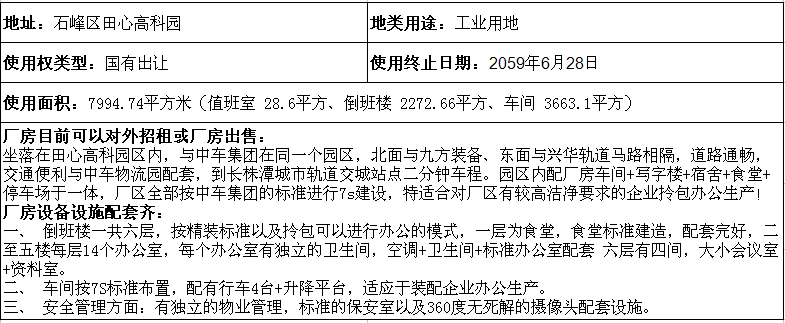 地址：石峰区田心高科园 地类用途：工业用地
使用权类型：国有出让 使用终止日期：2059年6月28日
使用面积：7994.74平方米（值班室 28.6平方、倒班楼 2272.66平方、车间 3663.1平方）
厂房目前可以对外招租或厂房出售：
坐落在田心高科园区内，与中车集团在同一个园区，北面与九方装备、东面与兴华轨道马路相隔，道路通畅，
交通便利与中车物流园配套，到长株潭城市轨道交城站点二分钟车程。园区内配厂房车间+写字楼+宿舍+食堂+
停车场于一体，厂区全部按中车集团的标准进行7s建设，特适合对厂区有较高洁净要求的企业拎包办公生产！
厂房设备设施配套齐：
一、 倒班楼一共六层，按精装标准以及拎包可以进行办公的模式，一层为食堂，食堂标准建造，配套完好，二
至五楼每层14个办公室，每个办公室有独立的卫生间，空调+卫生间+标准办公室配套 六层有四间，大小会议室
+资料室。
二、 车间按7S标准布置，配有行车4台+升降平台，适应于装配企业办公生产。
三、 安全管理方面：有独立的物业管理，标准的保安室以及360度无死解的摄像头配套设施。